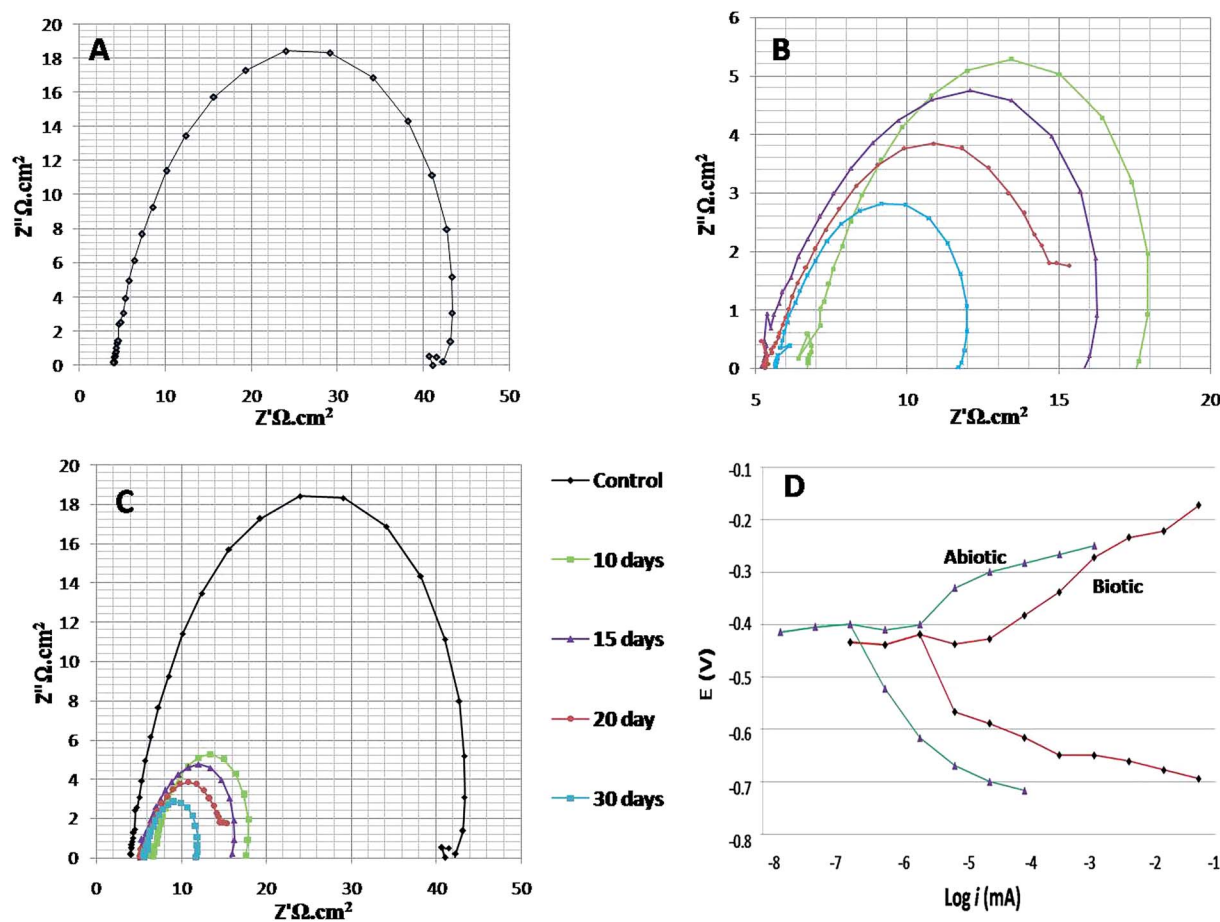 A
20
18
16
14
12
10
8
6
4
2
0
Z"Ω.cm²
0 10 20 30 40 50
Z'Ω.cm²
B
6
5
4
3
2
1
0
Z"Ω.cm²
5 10 15 20
Z'Ω.cm²
C
20
18
16
14
12
10
8
6
4
2
0
Z"Ω.cm²
0 10 20 30 40 50
Z'Ω.cm²
Control
10 days
15 days
20 day
30 days
D
-0.1
-0.2
-0.3
-0.4
-0.5
-0.6
-0.7
-0.8
E (V)
Abiotic
Biotic
-8 -7 -6 -5 -4 -3 -2 -1
Log i (mA)